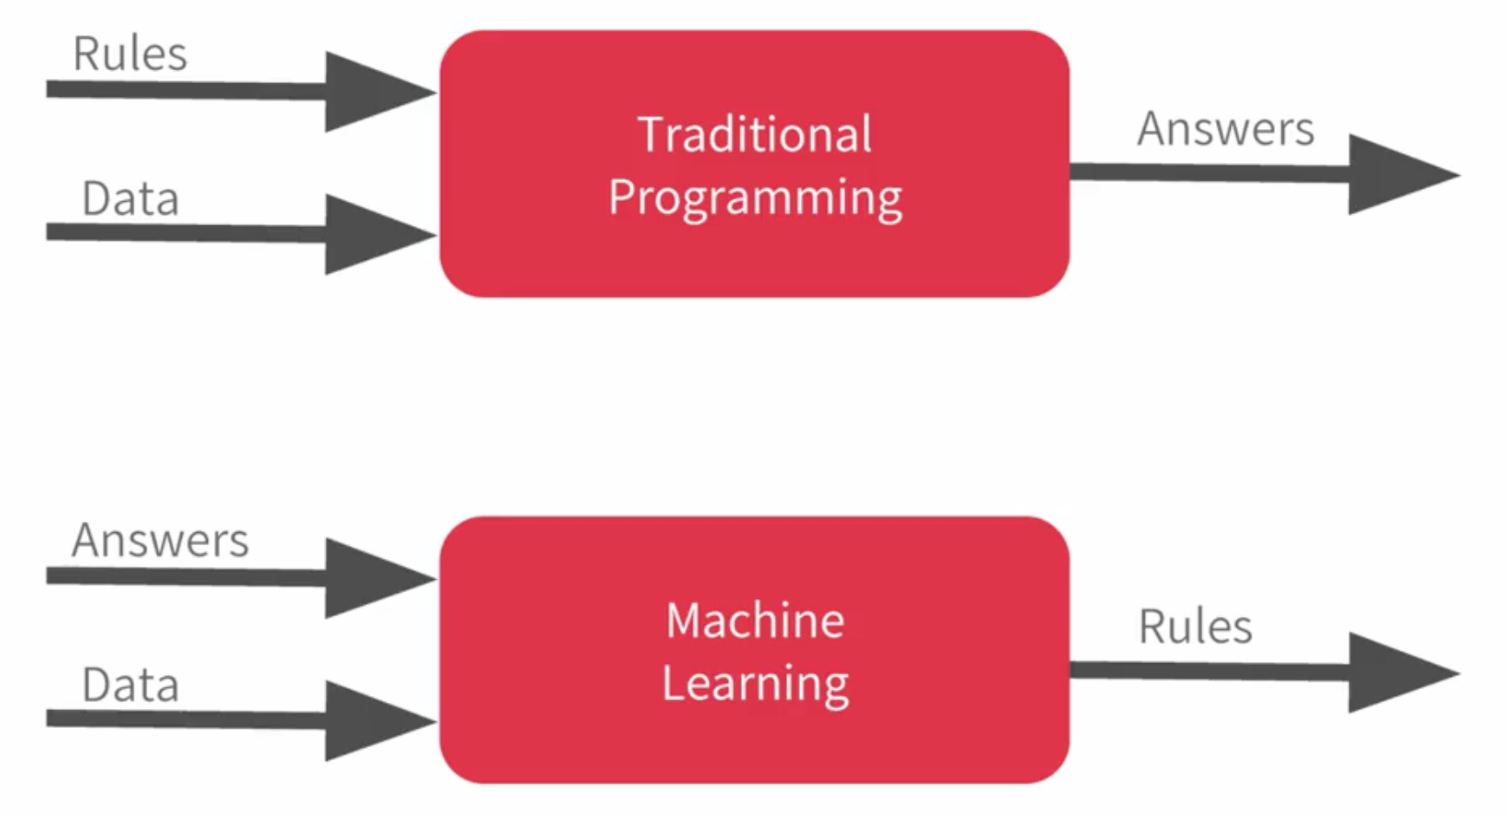 Rules
Data
Traditional
Programming
Answers
Answers
Data
Machine
Learning
Rules